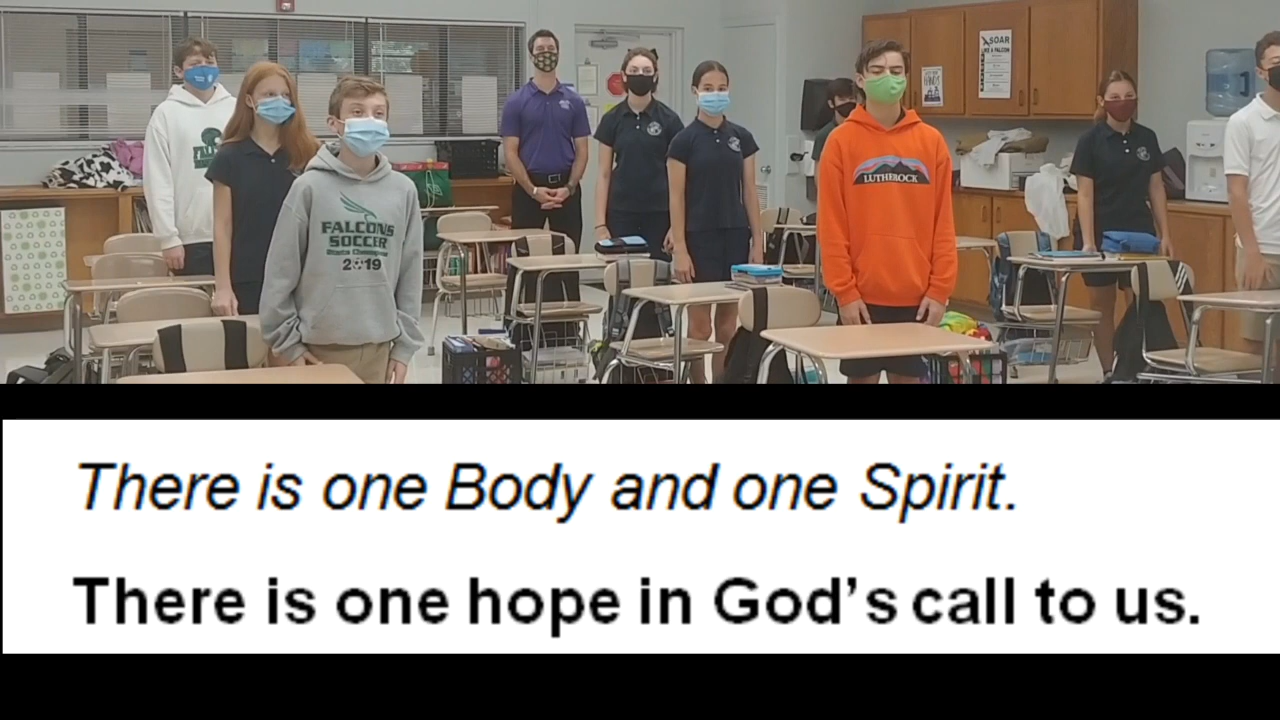 SOAR
LIKE A FALCON
FALCONS
SOCCER
2019
LUTHEROCK
There is one Body and one Spirit.
There is one hope in God’s call to us.